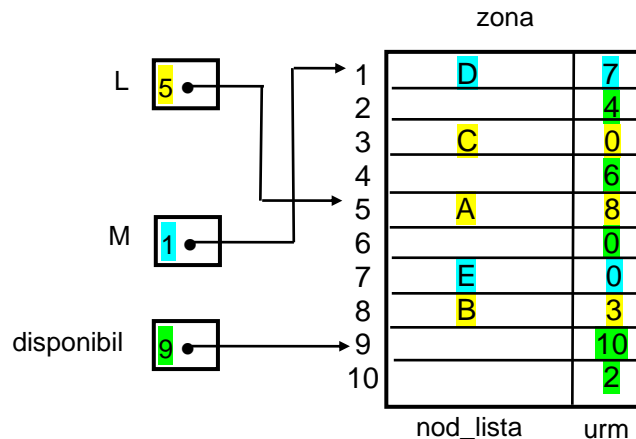 zona
L 5
1 D 7
2 4
3 C 0
4 6
5 A 8
M 1
6 0
7 E 0
8 B 3
disponibil 9
9 10
10 2
nod_lista urm